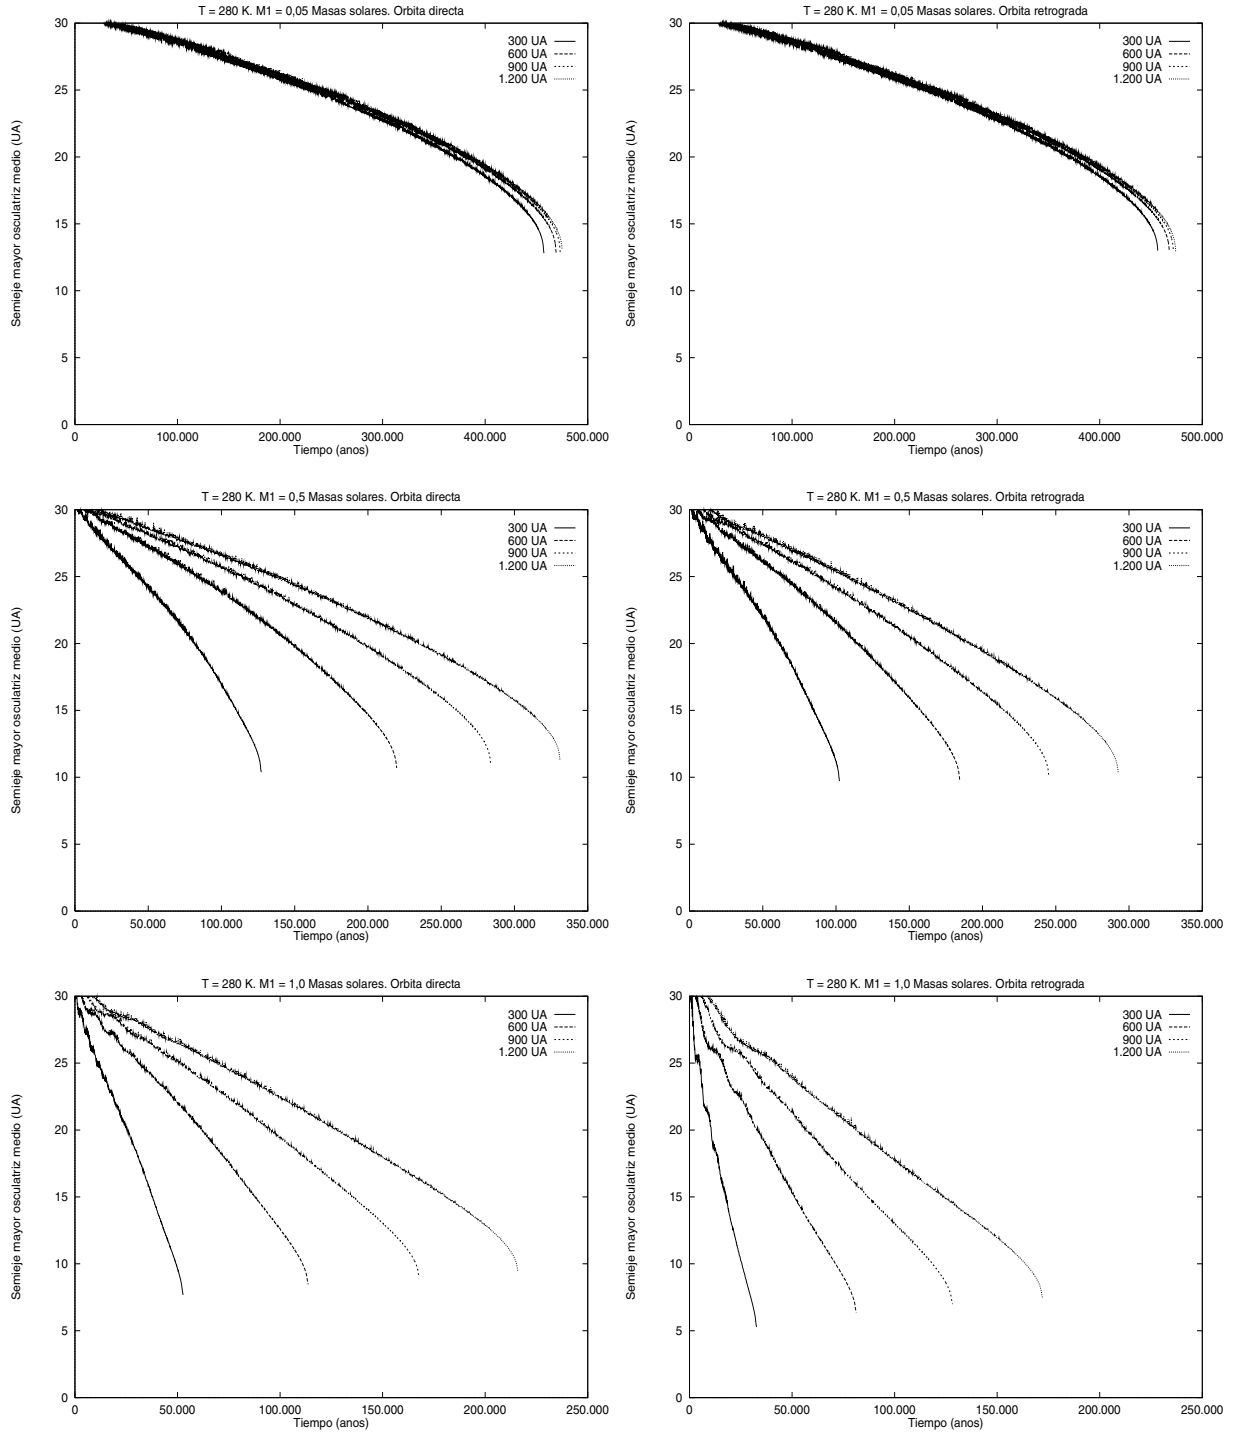 T = 280 K. M1 = 0,05 Masas solares. Orbita directa
300 UA
600 UA
900 UA
1.200 UA
Semieje mayor osculatriz medio (UA)
30
25
20
15
10
5
0
0 100.000 200.000 300.000 400.000 500.000
Tiempo (anos)
T = 280 K. M1 = 0,05 Masas solares. Orbita retrograda
300 UA
600 UA
900 UA
1.200 UA
Semieje mayor osculatriz medio (UA)
30
25
20
15
10
5
0
0 100.000 200.000 300.000 400.000 500.000
Tiempo (anos)
T = 280 K. M1 = 0,5 Masas solares. Orbita directa
300 UA
600 UA
900 UA
1.200 UA
Semieje mayor osculatriz medio (UA)
30
25
20
15
10
5
0
0 50.000 100.000 150.000 200.000 250.000 300.000 350.000
Tiempo (anos)
T = 280 K. M1 = 0,5 Masas solares. Orbita retrograda
300 UA
600 UA
900 UA
1.200 UA
Semieje mayor osculatriz medio (UA)
30
25
20
15
10
5
0
0 50.000 100.000 150.000 200.000 250.000 300.000 350.000
Tiempo (anos)
T = 280 K. M1 = 1,0 Masas solares. Orbita directa
300 UA
600 UA
900 UA
1.200 UA
Semieje mayor osculatriz medio (UA)
30
25
20
15
10
5
0
0 50.000 100.000 150.000 200.000 250.000
Tiempo (anos)
T = 280 K. M1 = 1,0 Masas solares. Orbita retrograda
300 UA
600 UA
900 UA
1.200 UA
Semieje mayor osculatriz medio (UA)
30
25
20
15
10
5
0
0 50.000 100.000 150.000 200.000 250.000
Tiempo (anos)